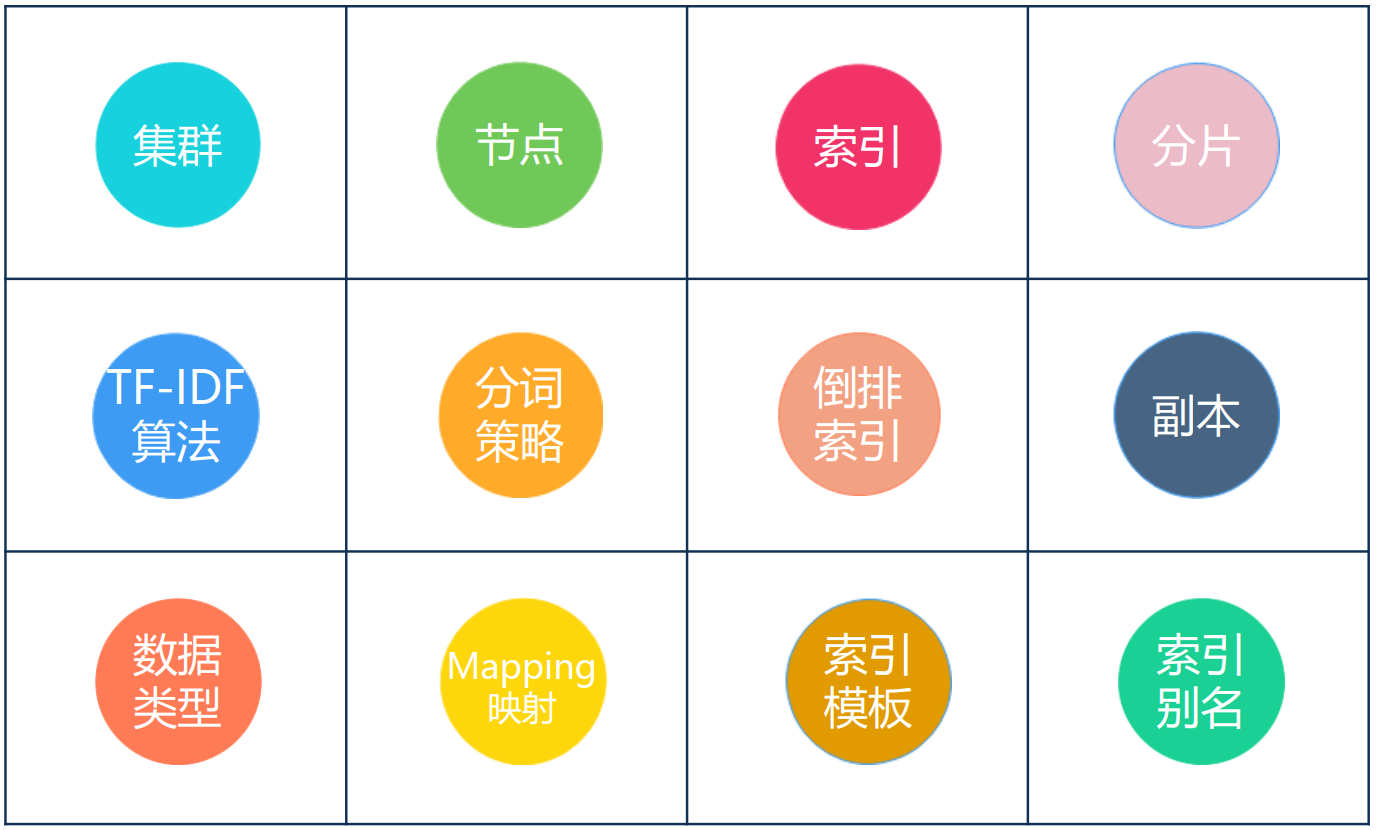 集群
节点
索引
分片
TF-IDF
算法
分词
策略
倒排
索引
副本
数据
类型
Mapping
映射
索引
模板
索引
别名